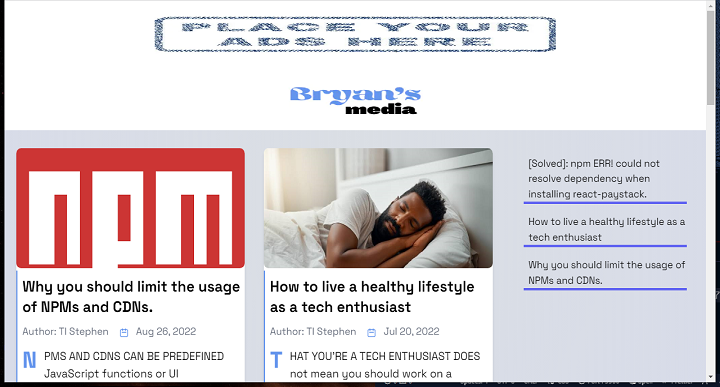 PLACE YOUR
ADS HERE
Bryan's
media
npm
Why you should limit the usage
of NPMs and CDNs.
Author: TI Stephen Aug 26, 2022
N PMS AND CDNS CAN BE PREDEFINED
JavaScript functions or UI
How to live a healthy lifestyle
as a tech enthusiast
Author: TI Stephen Jul 20, 2022
T HAT YOU'RE A TECH ENTHUSIAST DOES
not mean you should work on a
[Solved]: npm ERR! could not
resolve dependency when
installing react-paystack.
How to live a healthy lifestyle as a
tech enthusiast
Why you should limit the usage of
NPMs and CDNs.